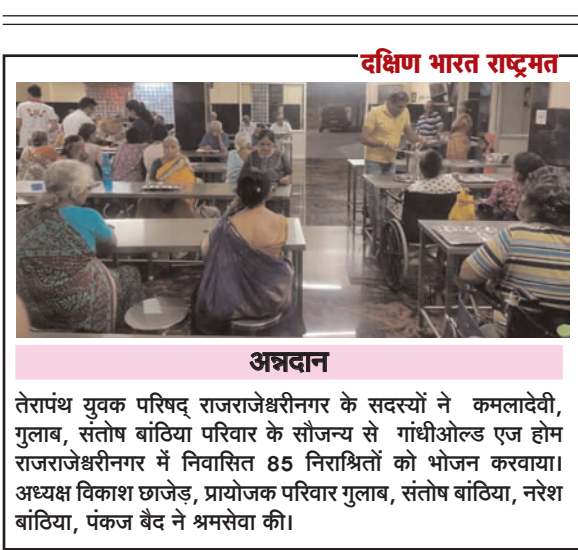 दक्षिण भारत राष्ट्रमत
अन्नदान
तेरापंथ युवक परिषद् राजराजेश्वरीनगर के सदस्यों ने कमलादेवी,
गुलाब, संतोष बांठिया परिवार के सौजन्य से गांधीओल्ड एज होम
राजराजेश्वरीनगर में निवासित 85 निराश्रितों को भोजन करवाया।
अध्यक्ष विकाश छाजेड़, प्रायोजक परिवार गुलाब, संतोष बांठिया, नरेश
बांठिया, पंकज बैद ने श्रमसेवा की।